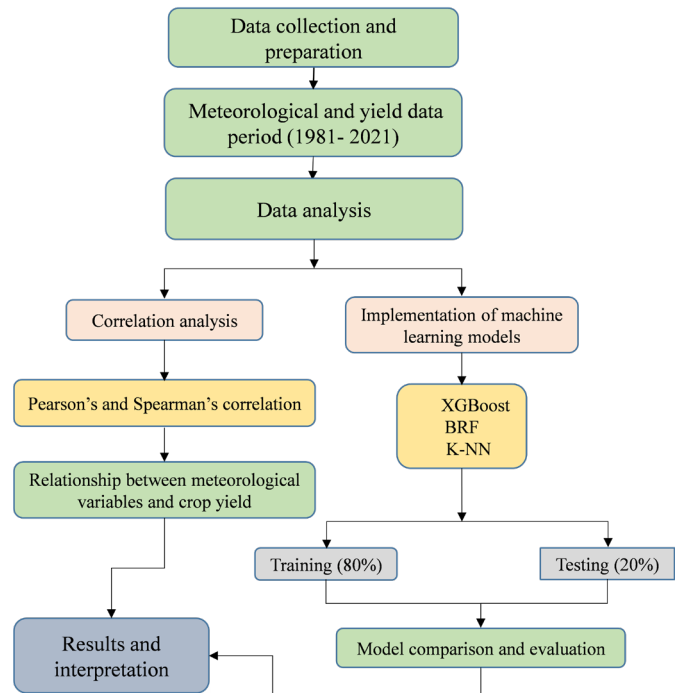 Data collection and
preparation
Meteorological and yield data
period (1981- 2021)
Data analysis
Correlation analysis
Implementation of machine
learning models
Pearson's and Spearman's correlation
XGBoost
BRF
K-NN
Relationship between meteorological
variables and crop yield
Training (80%)
Testing (20%)
Results and
interpretation
Model comparison and evaluation